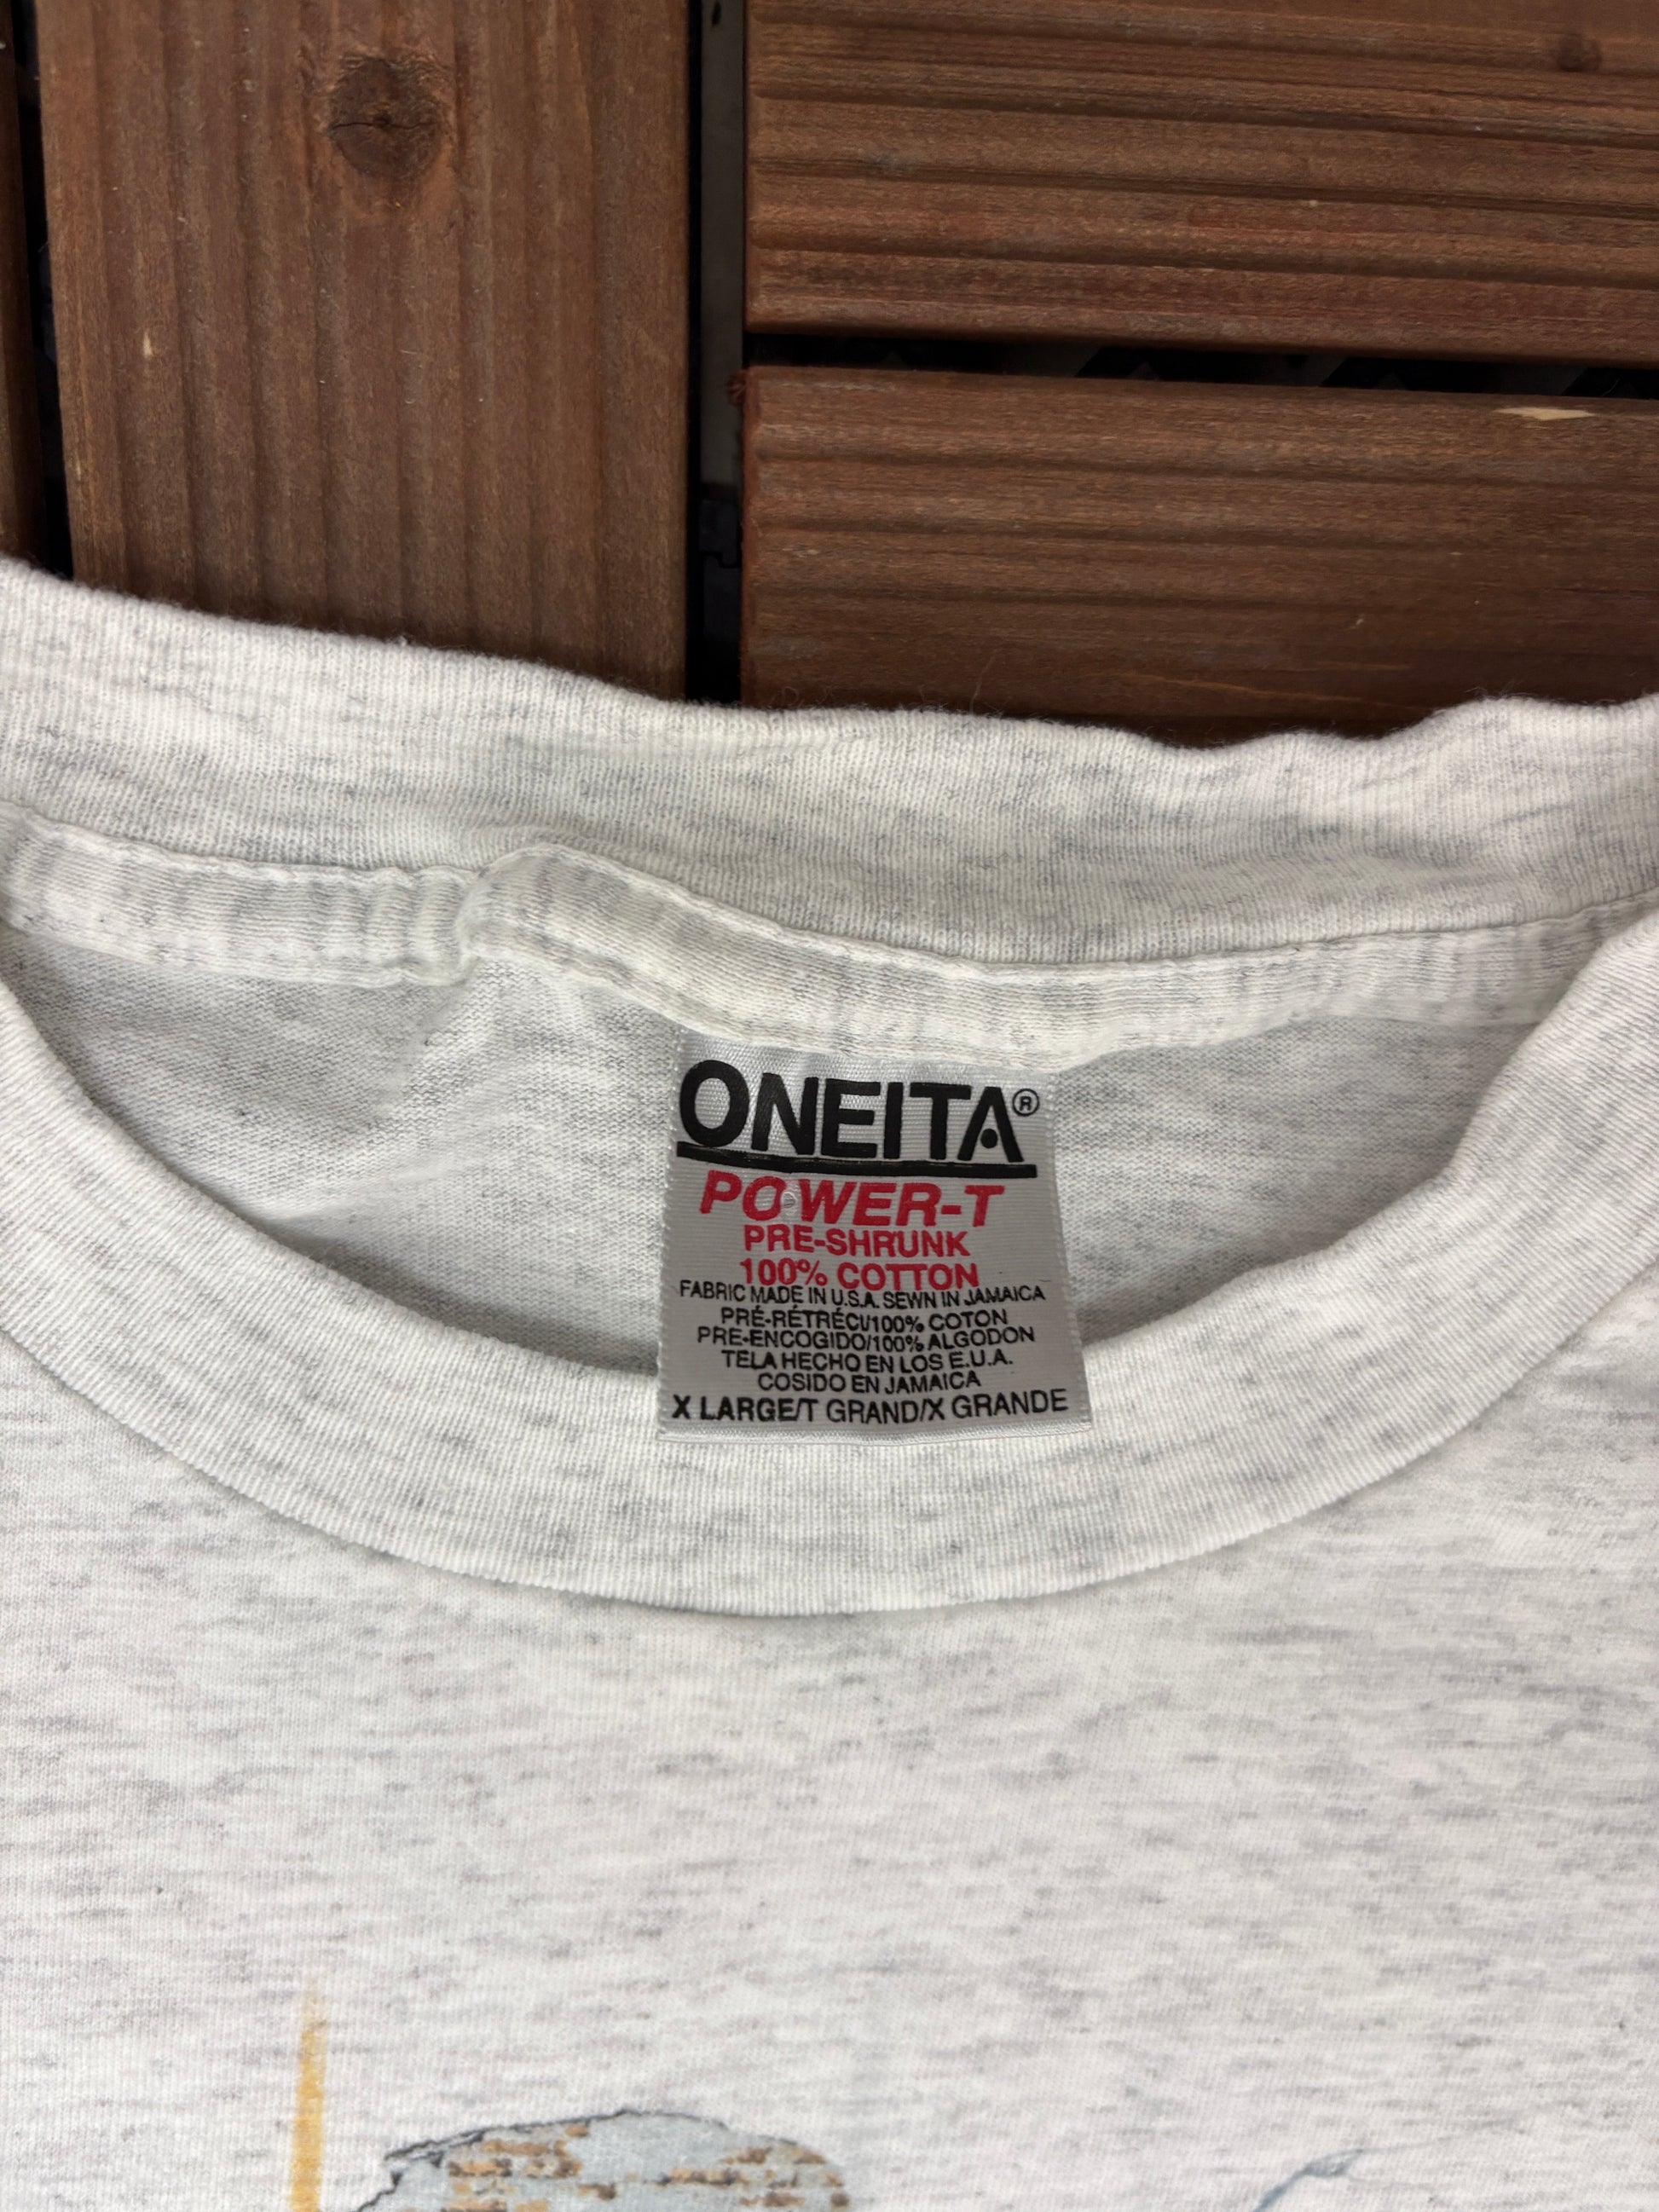 ONEITA®
POWER-T
PRE-SHRUNK
100% COTTON
FABRIC MADE IN U.S.A. SEWN IN JAMAICA
PRÉ-RÉTRÉCI/100% COTON
PRE-ENCOGIDO/100% ALGODON
TELA HECHO EN LOS E.U.A.
COSIDO EN JAMAICA
X LARGE/T GRAND/X GRANDE